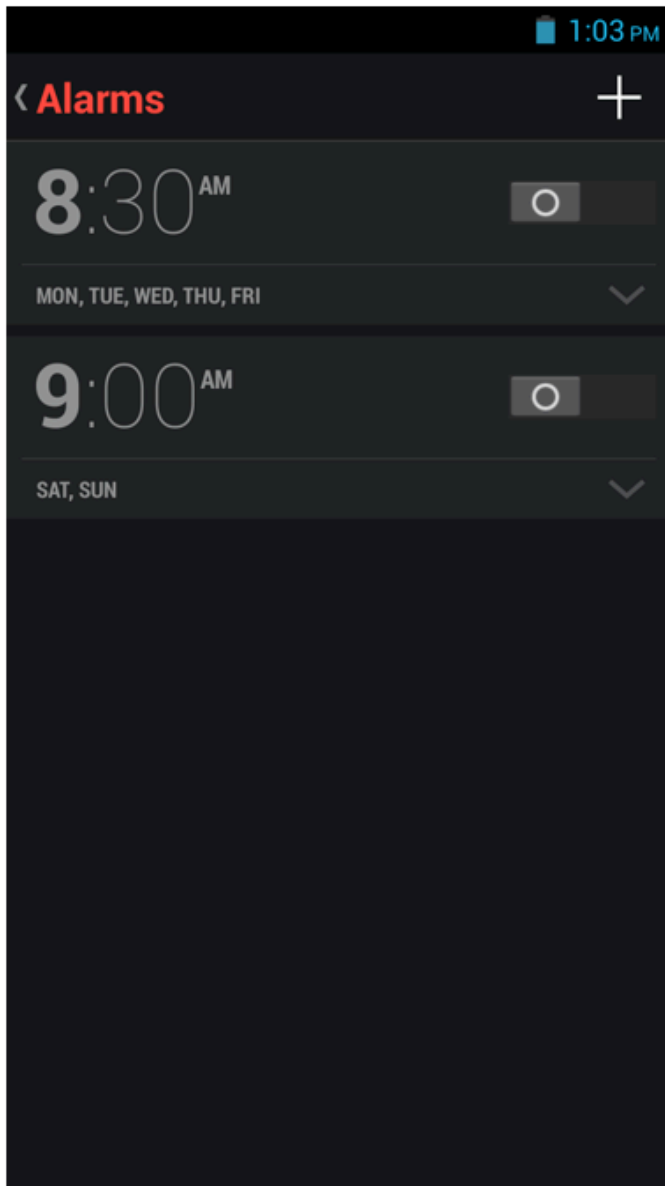 1:03 PM
Alarms
8:30 AM
MON, TUE, WED, THU, FRI
9:00 AM
SAT, SUN